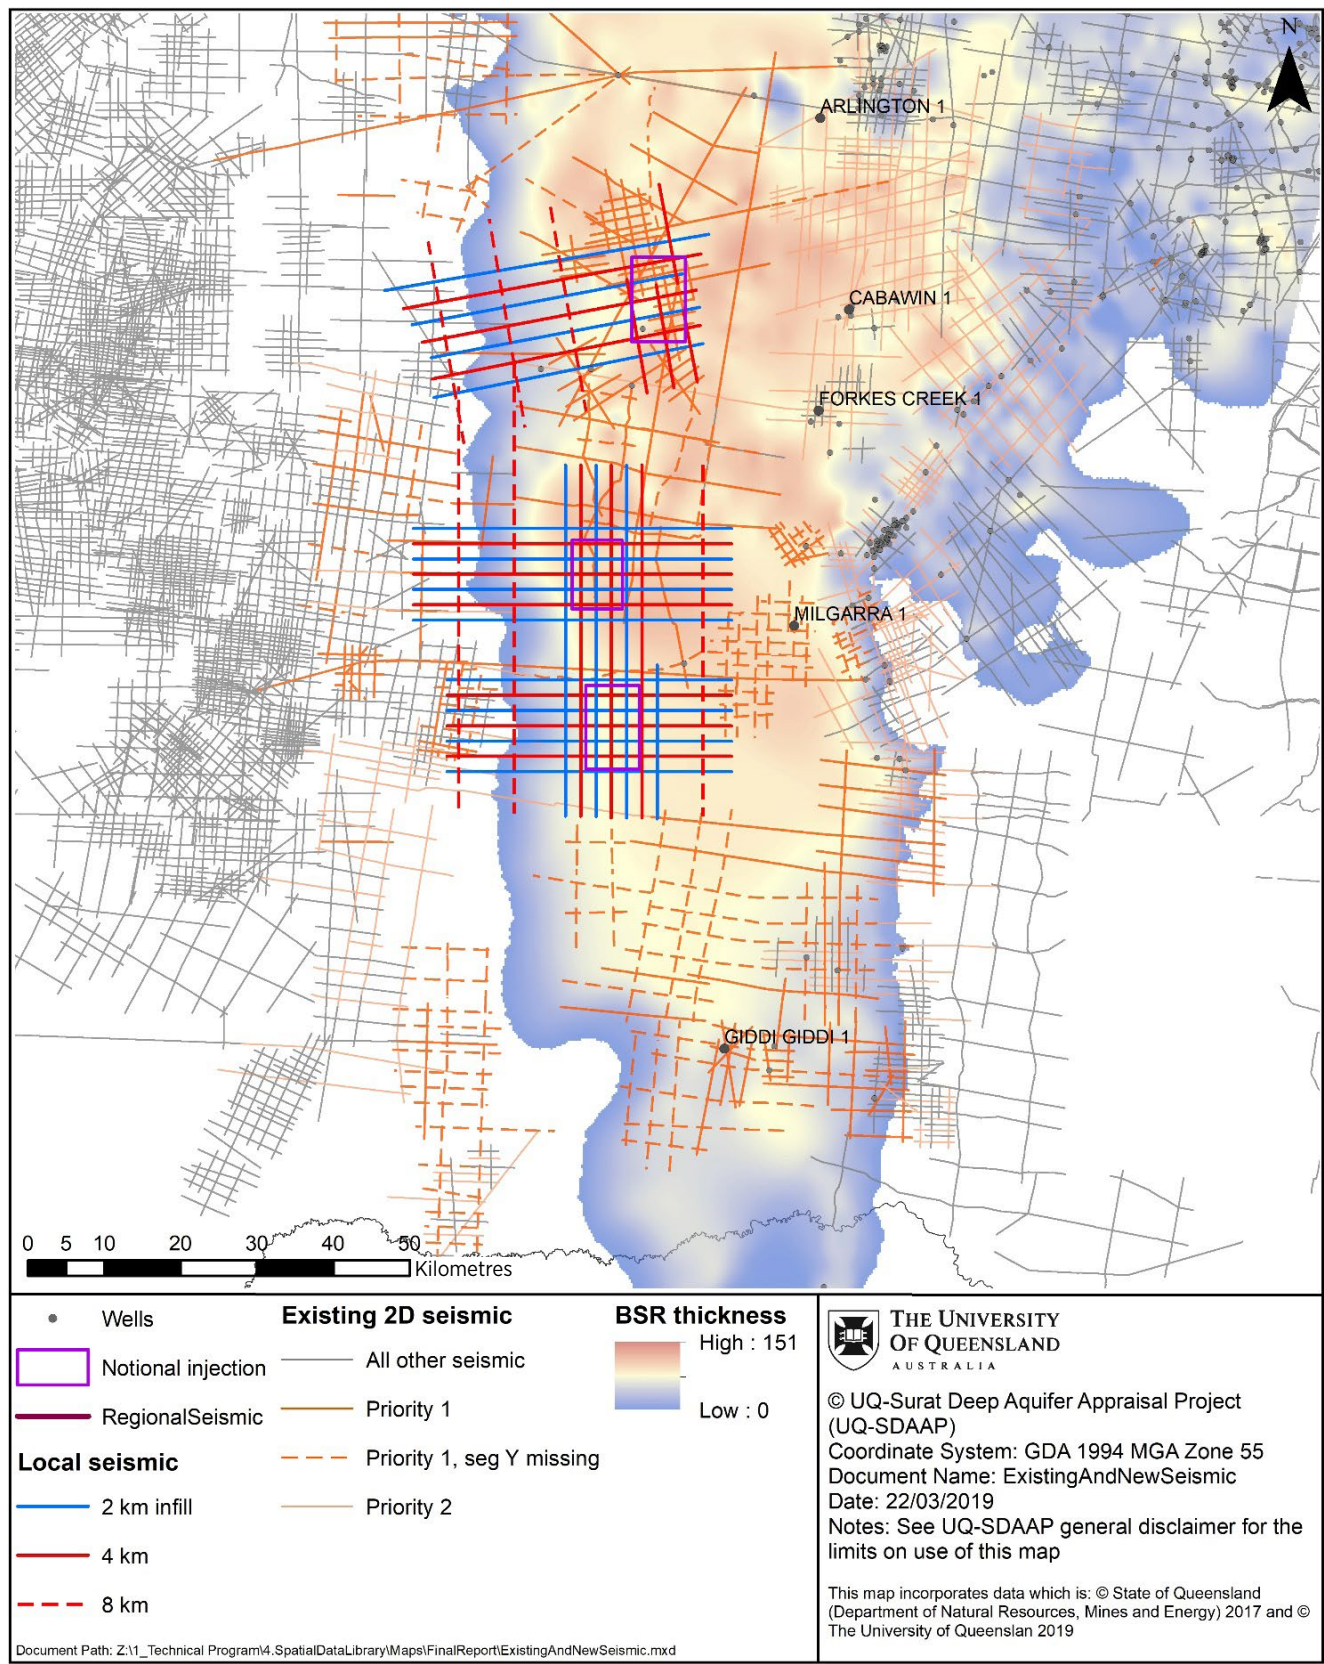 N
ARLINGTON 1
CABAWIN 1
FORKES CREEK 1
MILGARRA 1
GIDDI GIDDI 1
0 5 10 20 30 40 50
Kilometres
Wells
Notional injection
RegionalSeismic
Local seismic
2 km infill
4 km
8 km
Existing 2D seismic
All other seismic
Priority 1
Priority 1, seg Y missing
Priority 2
BSR thickness
High : 151
Low : 0
THE UNIVERSITY
OF QUEENSLAND
AUSTRALIA
© UQ-Surat Deep Aquifer Appraisal Project
(UQ-SDAAP)
Coordinate System: GDA 1994 MGA Zone 55
Document Name: ExistingAndNewSeismic
Date: 22/03/2019
Notes: See UQ-SDAAP general disclaimer for the
limits on use of this map
This map incorporates data which is: © State of Queensland
(Department of Natural Resources, Mines and Energy) 2017 and ©
The University of Queenslan 2019
Document Path: Z:\1_Technical Program\4.SpatialDataLibrary\Maps\FinalReport\ExistingAndNewSeismic.mxd